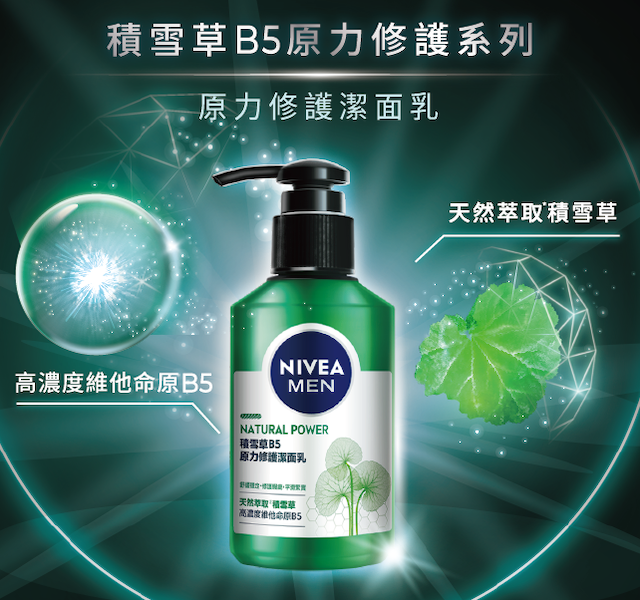 積雪草B5原力修護系列
原力修護潔面乳
天然萃取*積雪草
高濃度維他命原B5
NIVEA
MEN
NATURAL POWER
積雪草B5
原力修護潔面乳
天然萃取*積雪草
高濃度維他命原B5